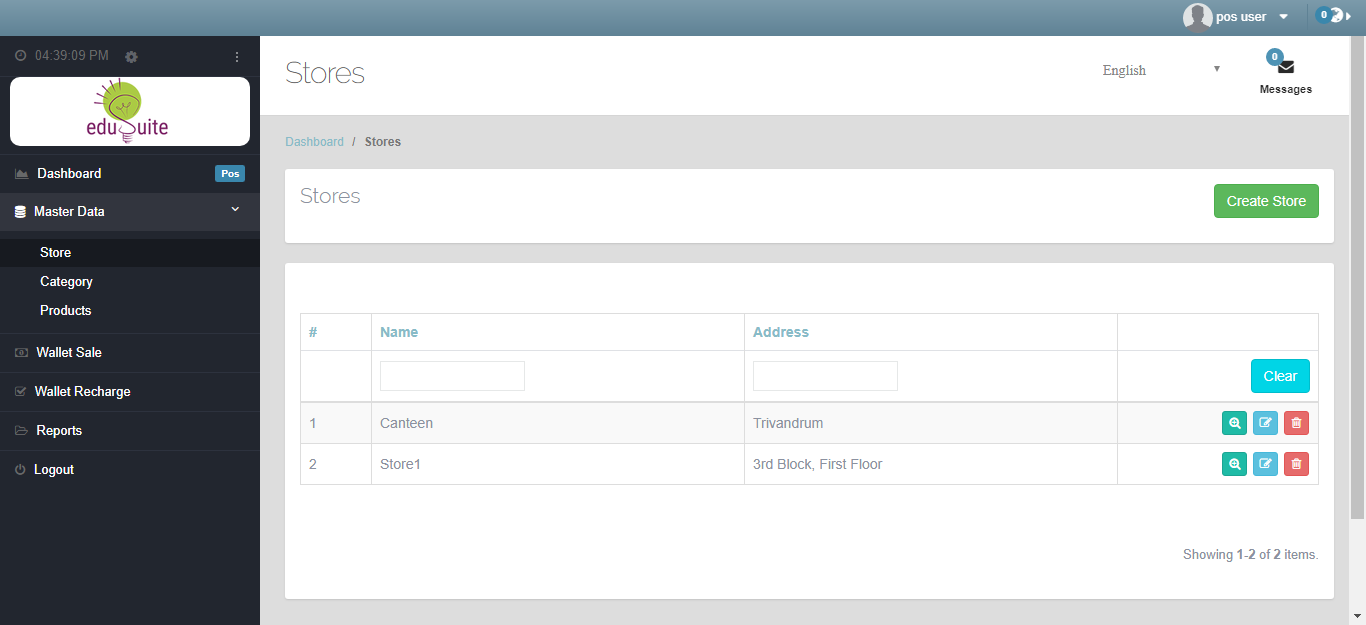 pos user
0
04:39:09 PM
eduSuite
Dashboard Pos
Master Data
Store
Category
Products
Wallet Sale
Wallet Recharge
Reports
Logout
Stores
English ▼
0
Messages
Dashboard / Stores
Stores
Create Store
# Name Address
Clear
1 Canteen Trivandrum
2 Store1 3rd Block, First Floor
Showing 1-2 of 2 items.